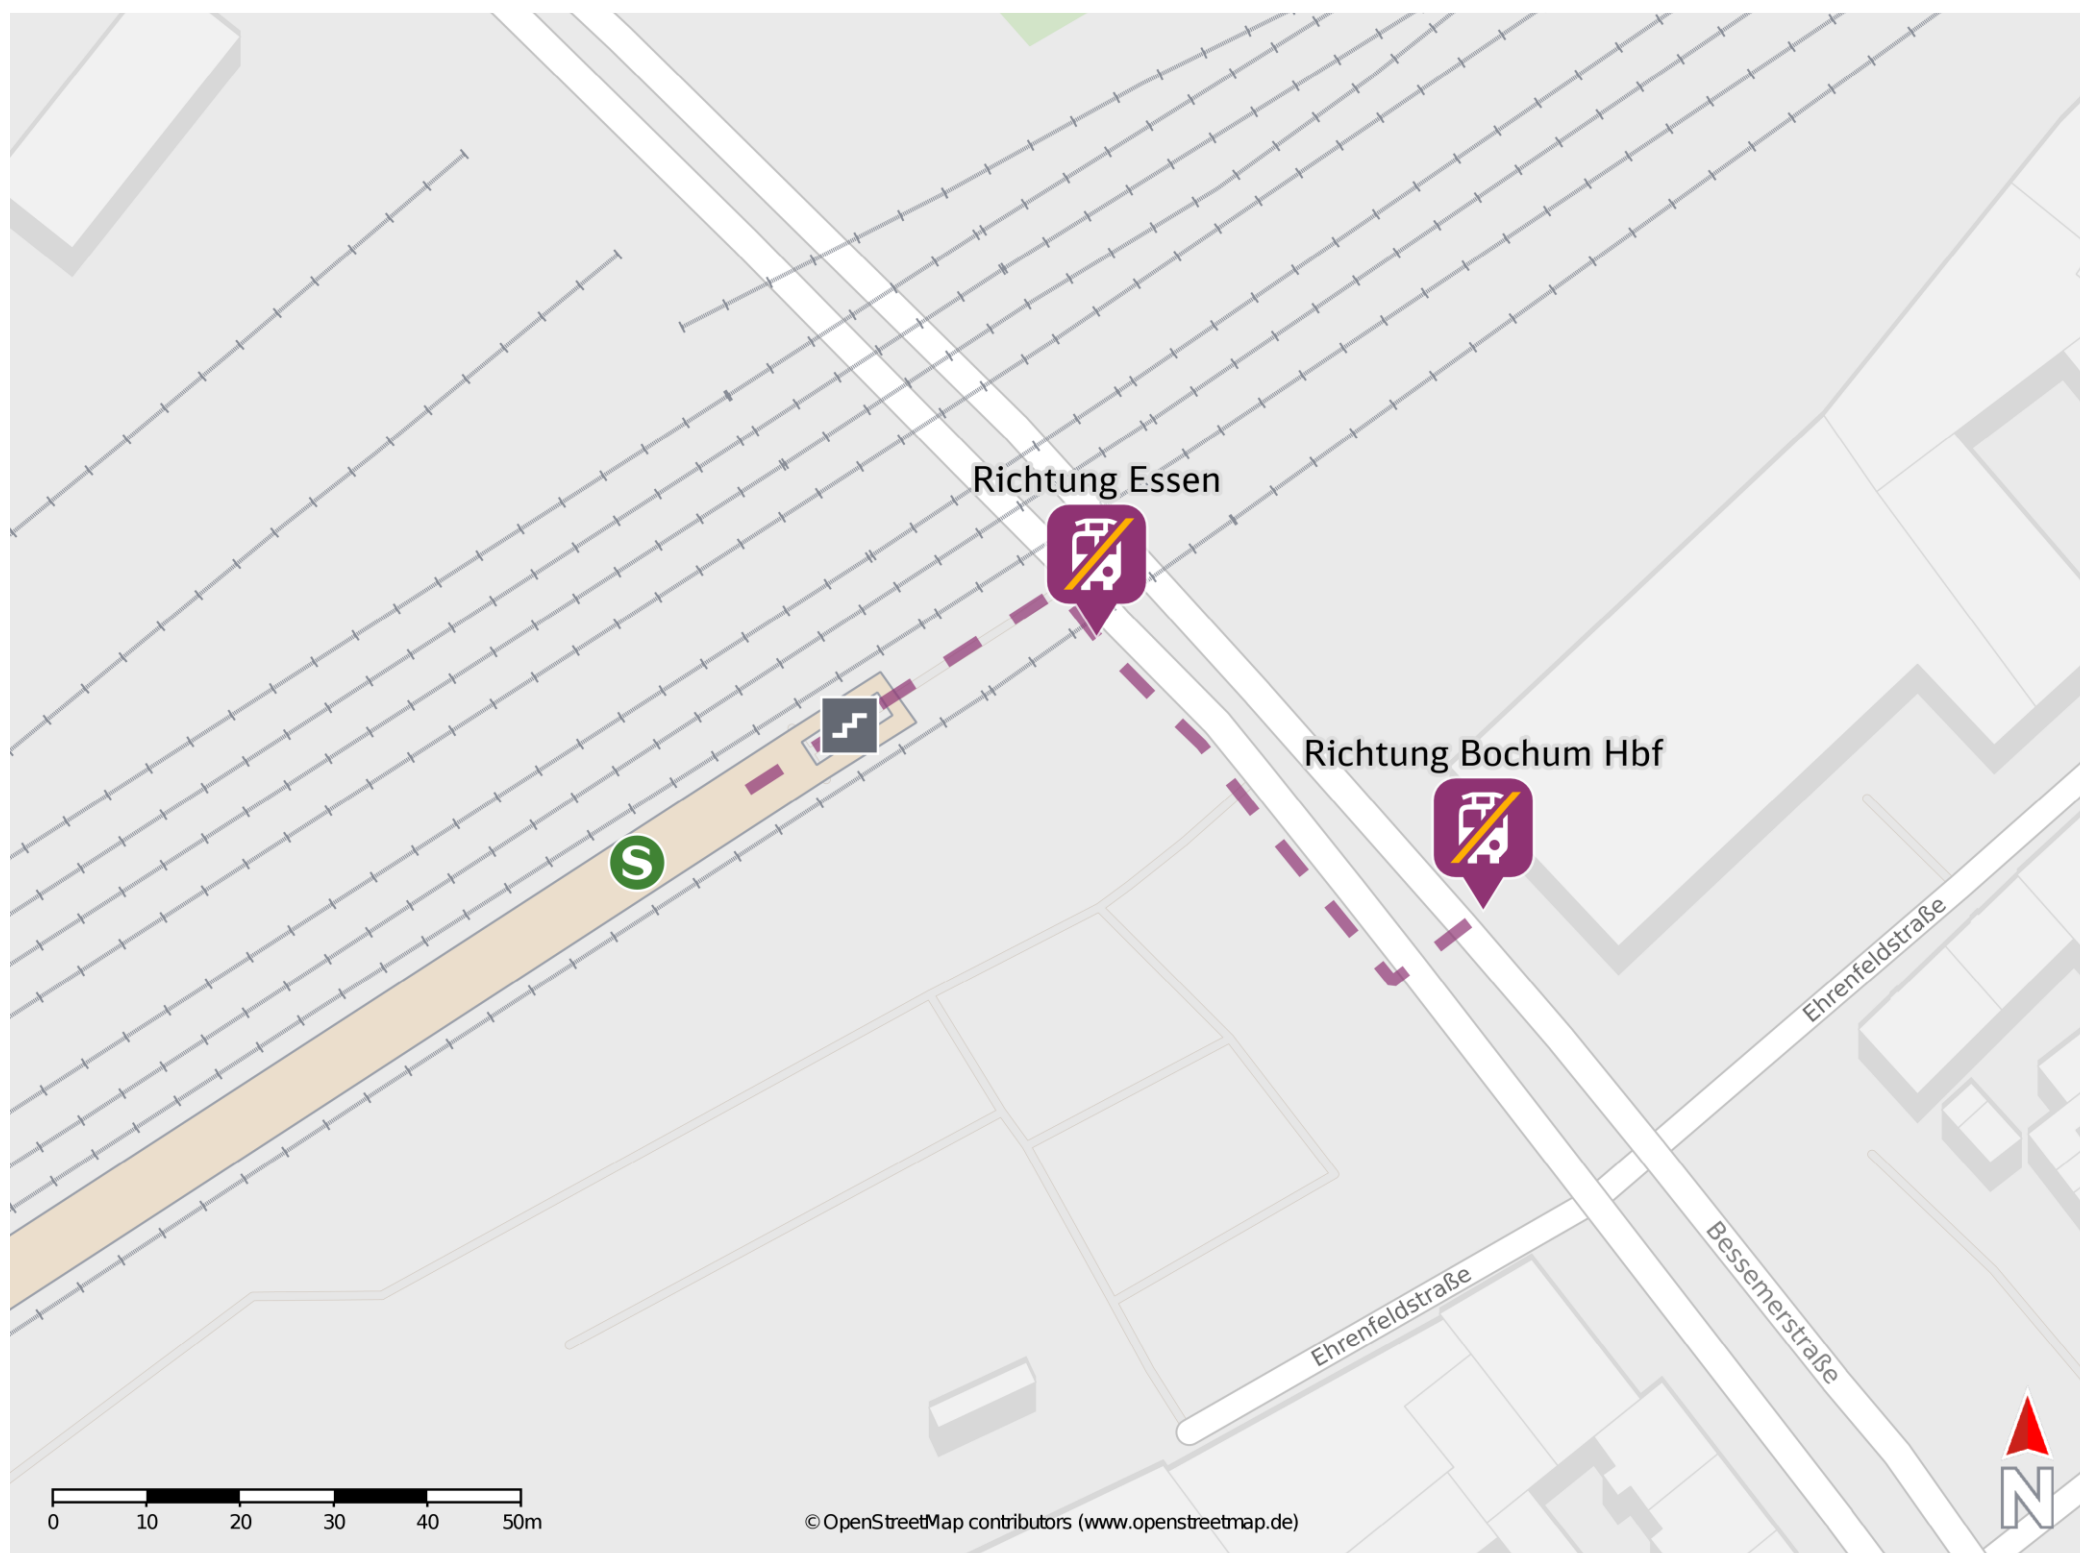 Richtung Essen
Richtung Bochum Hbf
S
Ehrenfeldstraße
Ehrenfeldstraße
Bessemerstraße
0 10 20 30 40 50m
© OpenStreetMap contributors (www.openstreetmap.de)
N